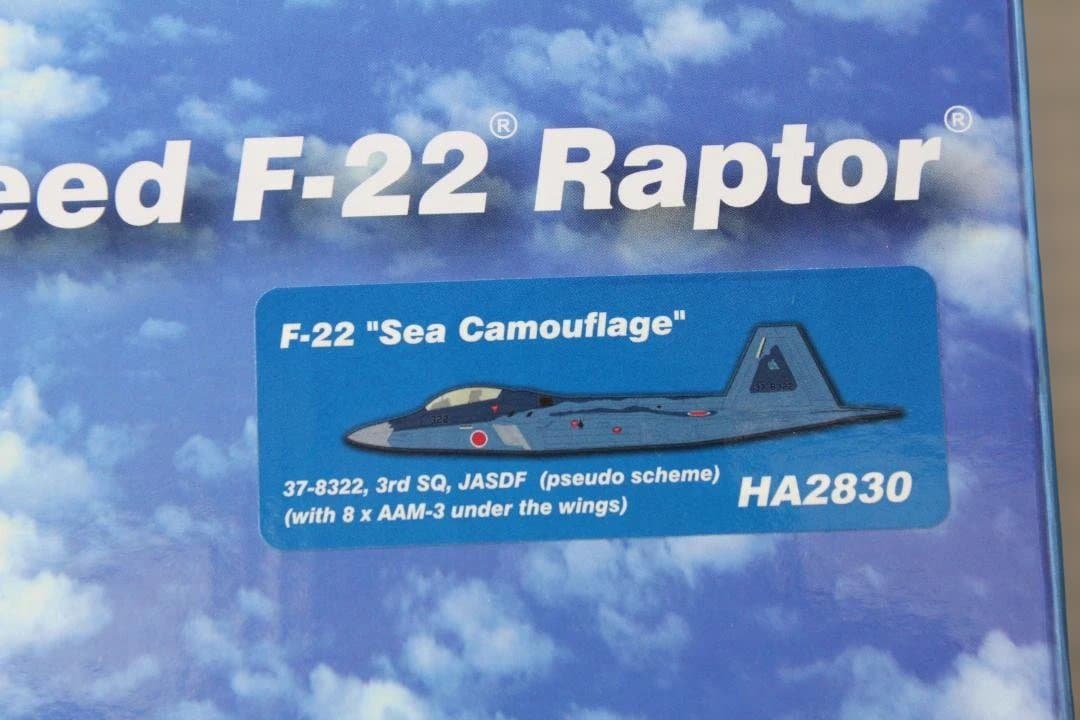 eed F-22® Raptor®
F-22 "Sea Camouflage"
37-8322, 3rd SQ, JASDF (pseudo scheme)
(with 8 x AAM-3 under the wings)
HA2830